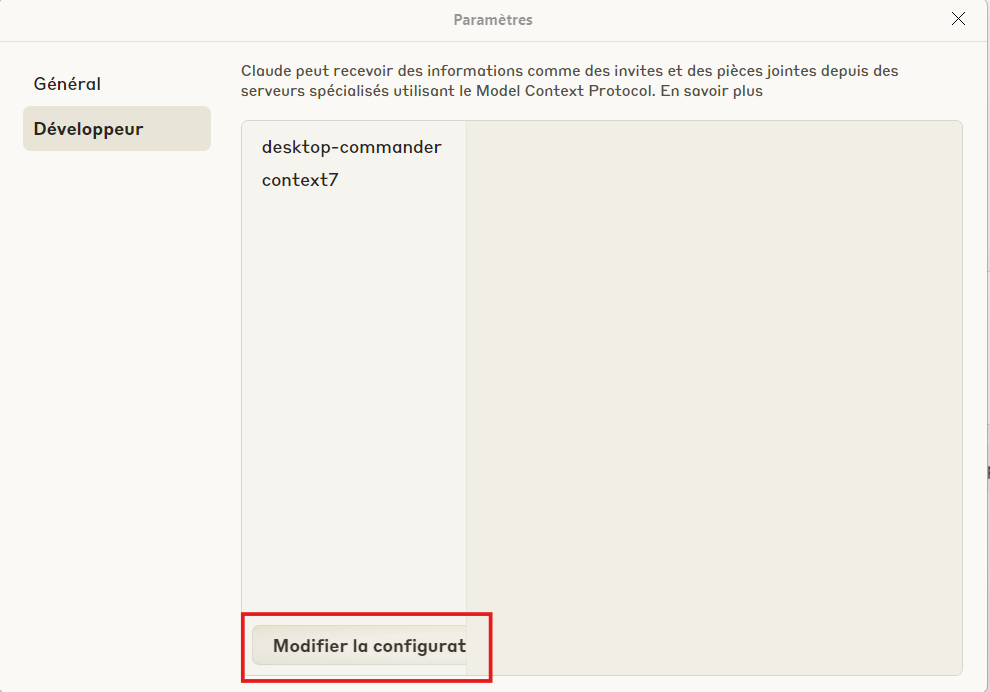 Paramètres
Général
Développeur
Claude peut recevoir des informations comme des invites et des pièces jointes depuis des
serveurs spécialisés utilisant le Model Context Protocol. En savoir plus
desktop-commander
context7
Modifier la configurat